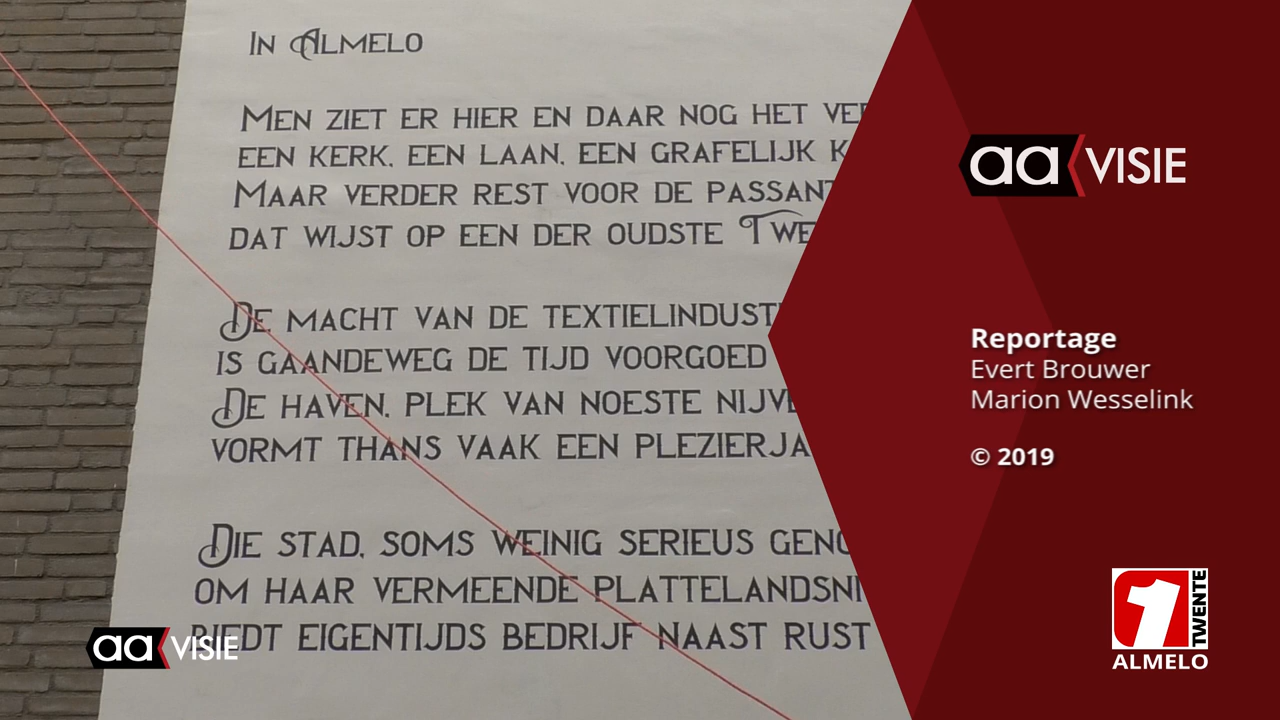 In Almelo
Men ziet er hier en daar nog het
een kerk, een laan, een grafelijk
Maar verder rest voor de
dat wijst op een der oudste
De macht van de
is gaandeweg de tijd voorgoed
De haven, plek van noeste
vormt thans vaak een
Die stad, soms weinig serieus
om haar vermeende
biedt eigentijds bedrijf naast rust
aa VISIE
aa VISIE
Reportage
Evert Brouwer
Marion Wesselink
© 2019
1 TWENTE
ALMELO